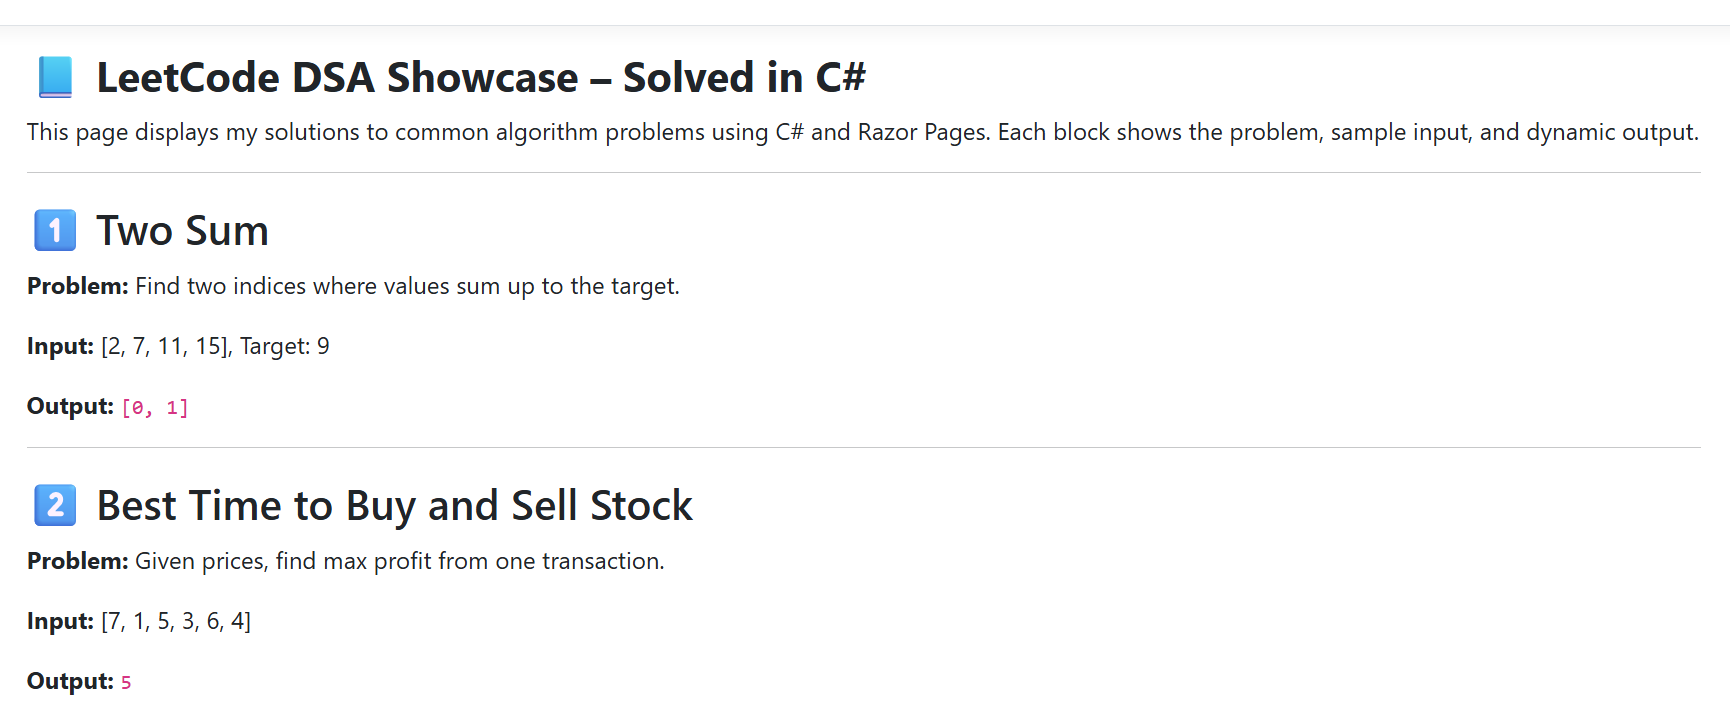 📘 LeetCode DSA Showcase – Solved in C#
This page displays my solutions to common algorithm problems using C# and Razor Pages. Each block shows the problem, sample input, and dynamic output.
1️⃣ Two Sum
Problem: Find two indices where values sum up to the target.
Input: [2, 7, 11, 15], Target: 9
Output: [0, 1]
2️⃣ Best Time to Buy and Sell Stock
Problem: Given prices, find max profit from one transaction.
Input: [7, 1, 5, 3, 6, 4]
Output: 5